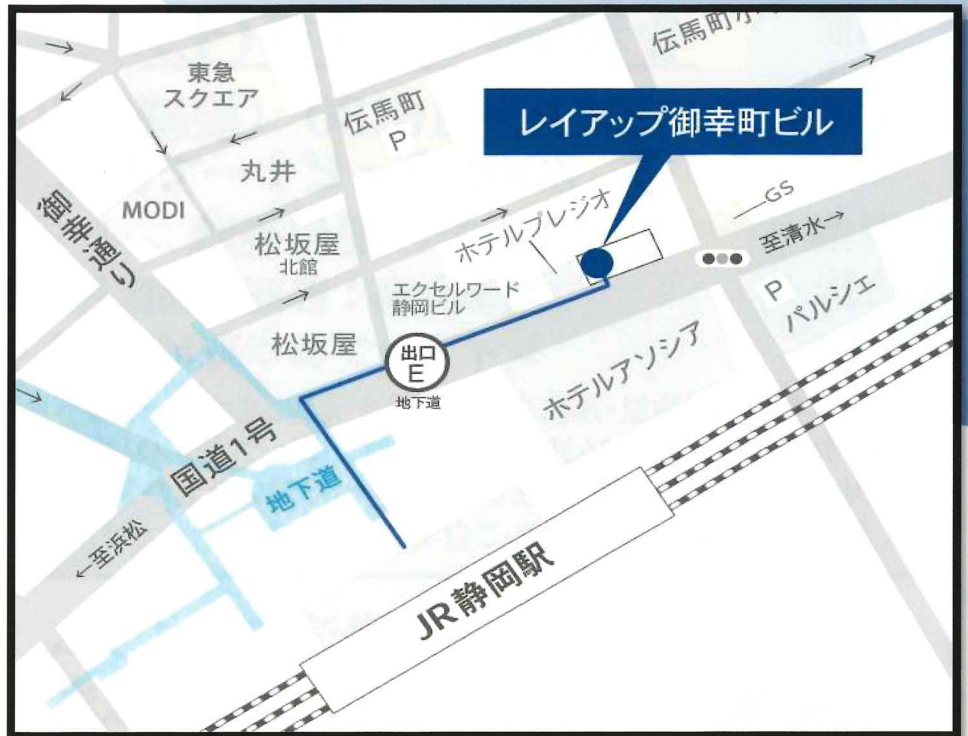 伝馬町
東急
スクエア
伝馬町
P
レイアップ御幸町ビル
丸井
MODI
GS
御幸通り
ホテルプレジオ
至清水→
松坂屋
北館
P
パルシェ
エクセルワード
静岡ビル
松坂屋
出口
E
地下道
ホテルアソシア
国道1号
地下道
←至浜松
JR静岡駅